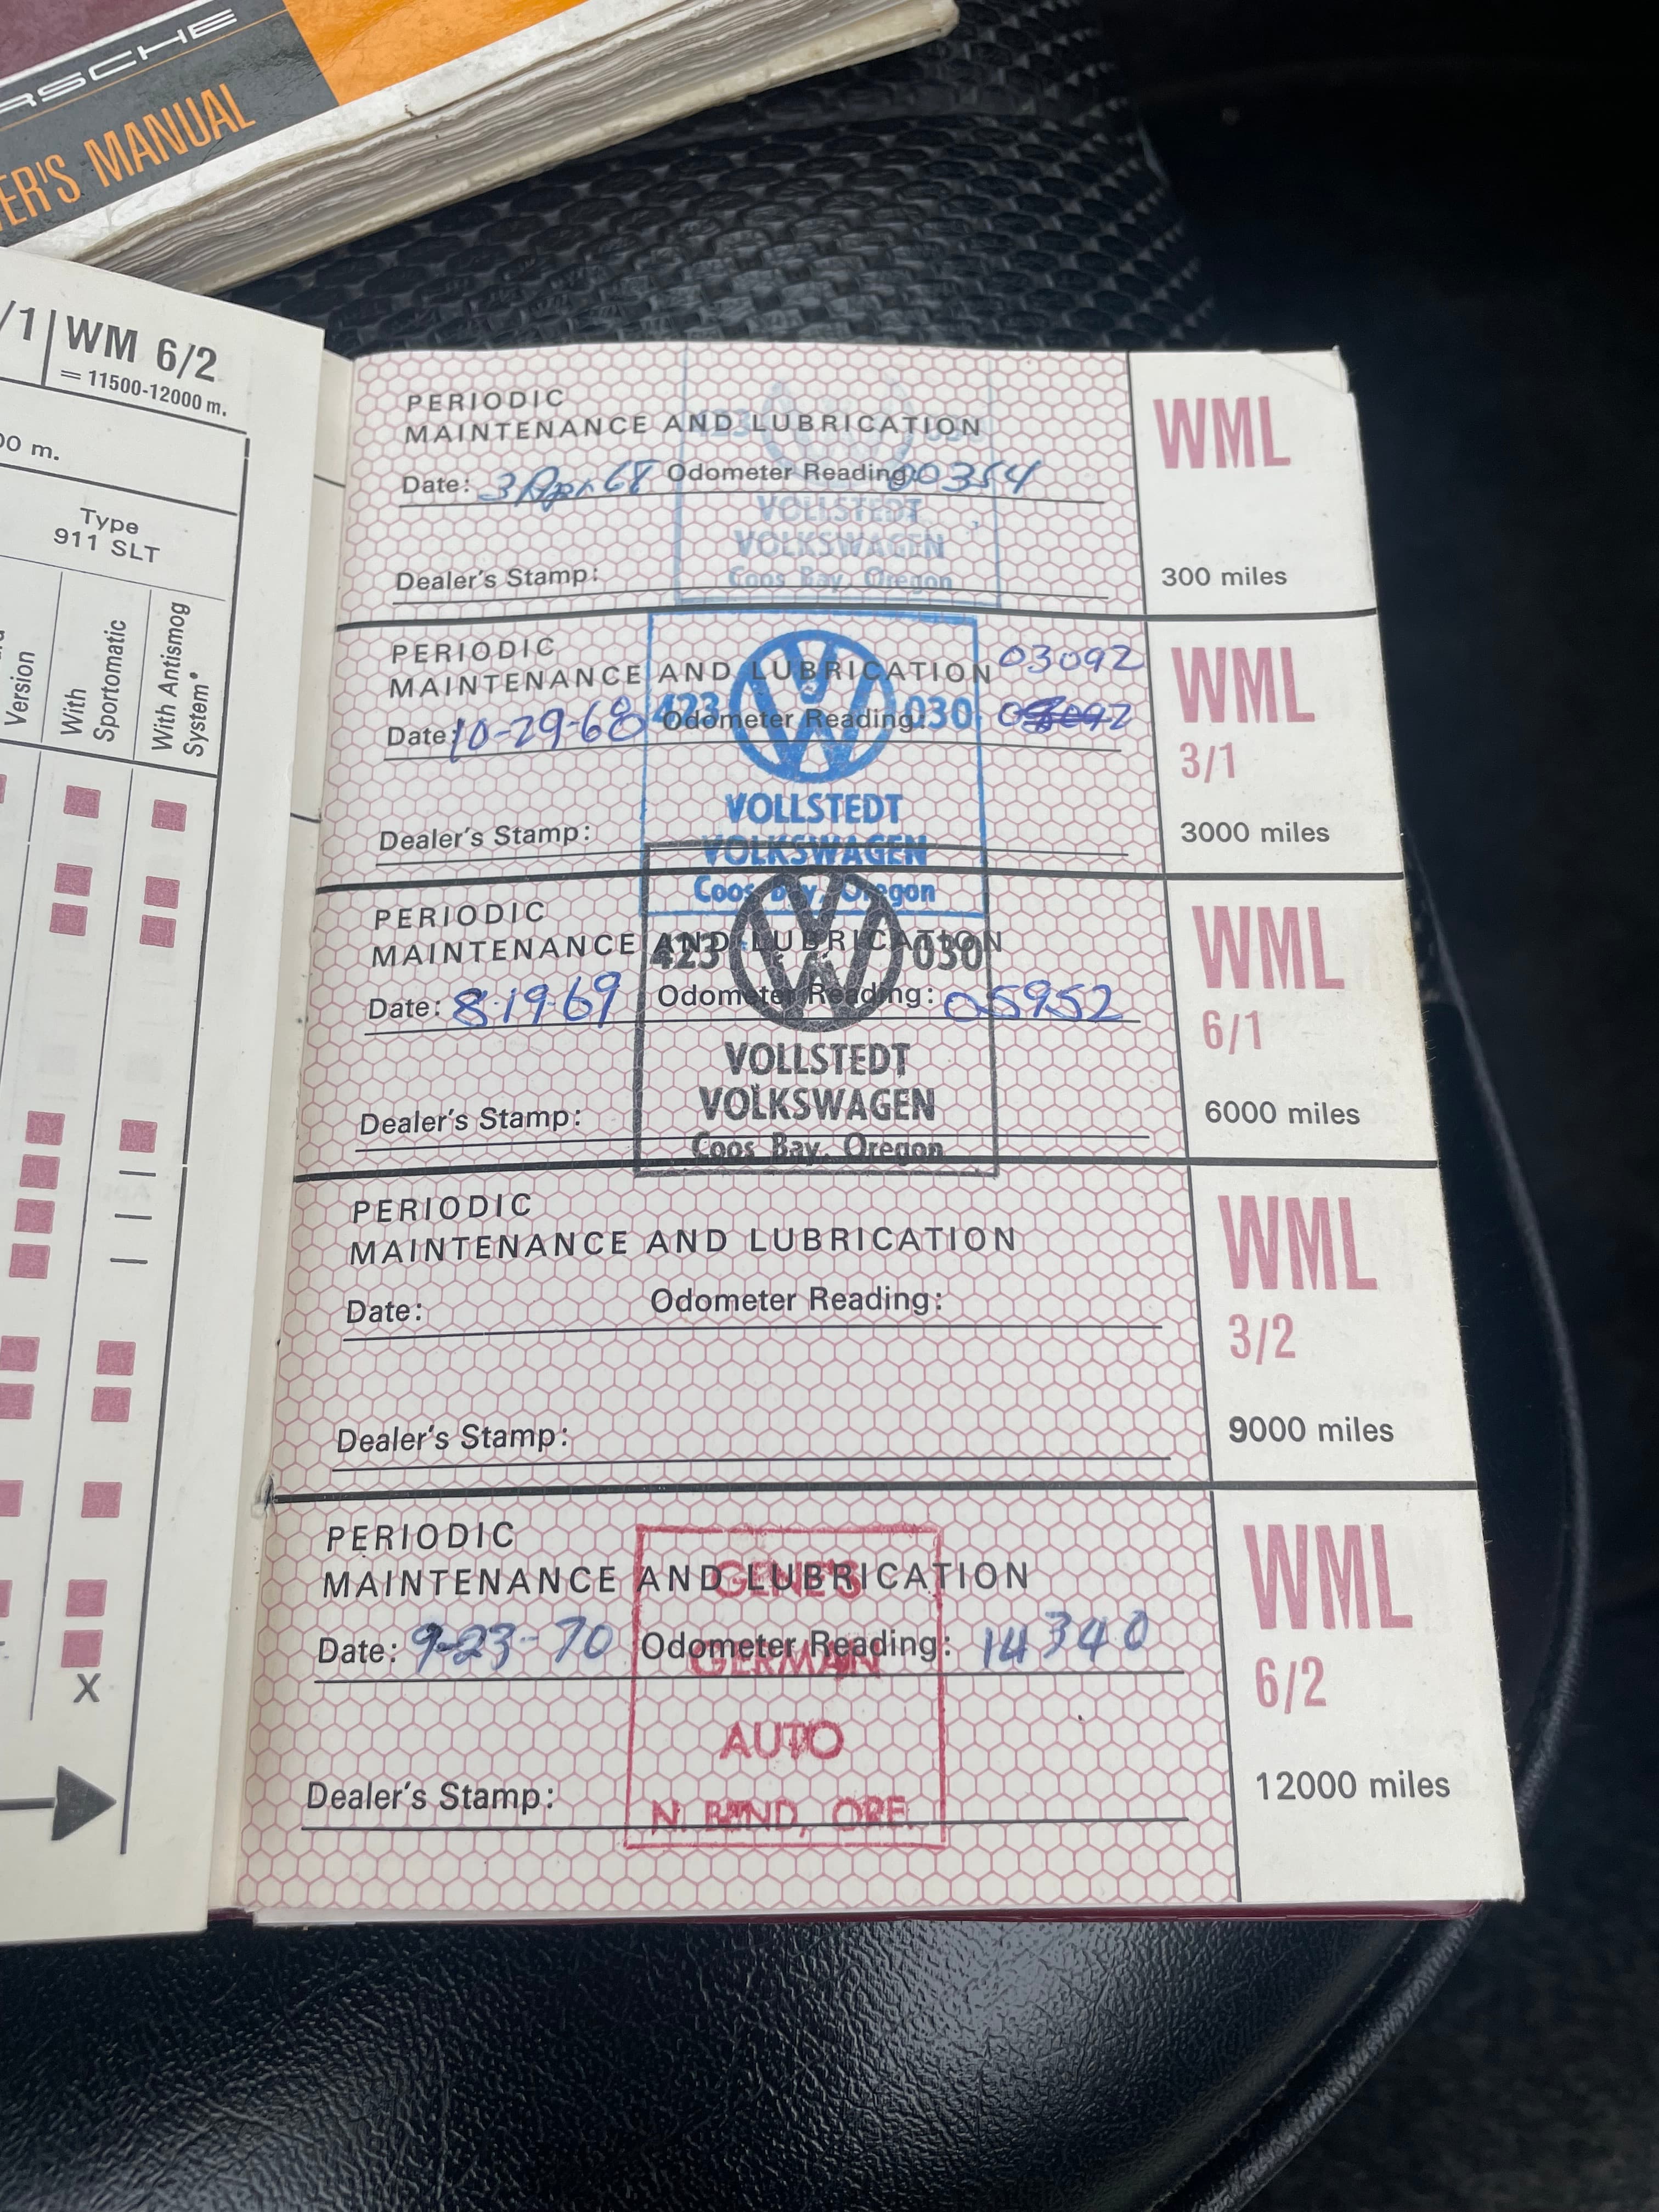 RSCHE
ER'S MANUAL
/1 WM 6/2
= 11500-12000 m.
00 m.
Type
911 SLT
Version
With
Sportomatic
With Antismog
System*
X
PERIODIC
MAINTENANCE AND LUBRICATION
Date: 3 Apr 68 Odometer Reading: 00354
VOLLSTEDT
VOLKSWAGEN
Coos Bay, Oregon
Dealer's Stamp:
WML
300 miles
PERIODIC
MAINTENANCE AND LUBRICATION
03092
Date: 10-29-68 Odometer Reading:
423 030
VOLLSTEDT
VOLKSWAGEN
Coos Bay, Oregon
Dealer's Stamp:
WML
3/1
3000 miles
PERIODIC
MAINTENANCE AND LUBRICATION
423 030
Date: 8-19-69 Odometer Reading: 05952
VOLLSTEDT
VOLKSWAGEN
Coos Bay, Oregon
Dealer's Stamp:
WML
6/1
6000 miles
PERIODIC
MAINTENANCE AND LUBRICATION
Date: Odometer Reading:
Dealer's Stamp:
WML
3/2
9000 miles
PERIODIC
MAINTENANCE AND LUBRICATION
Date: 9-23-70 Odometer Reading: 14340
GENE'S
GERMAN
AUTO
N. BEND, ORE.
Dealer's Stamp:
WML
6/2
12000 miles